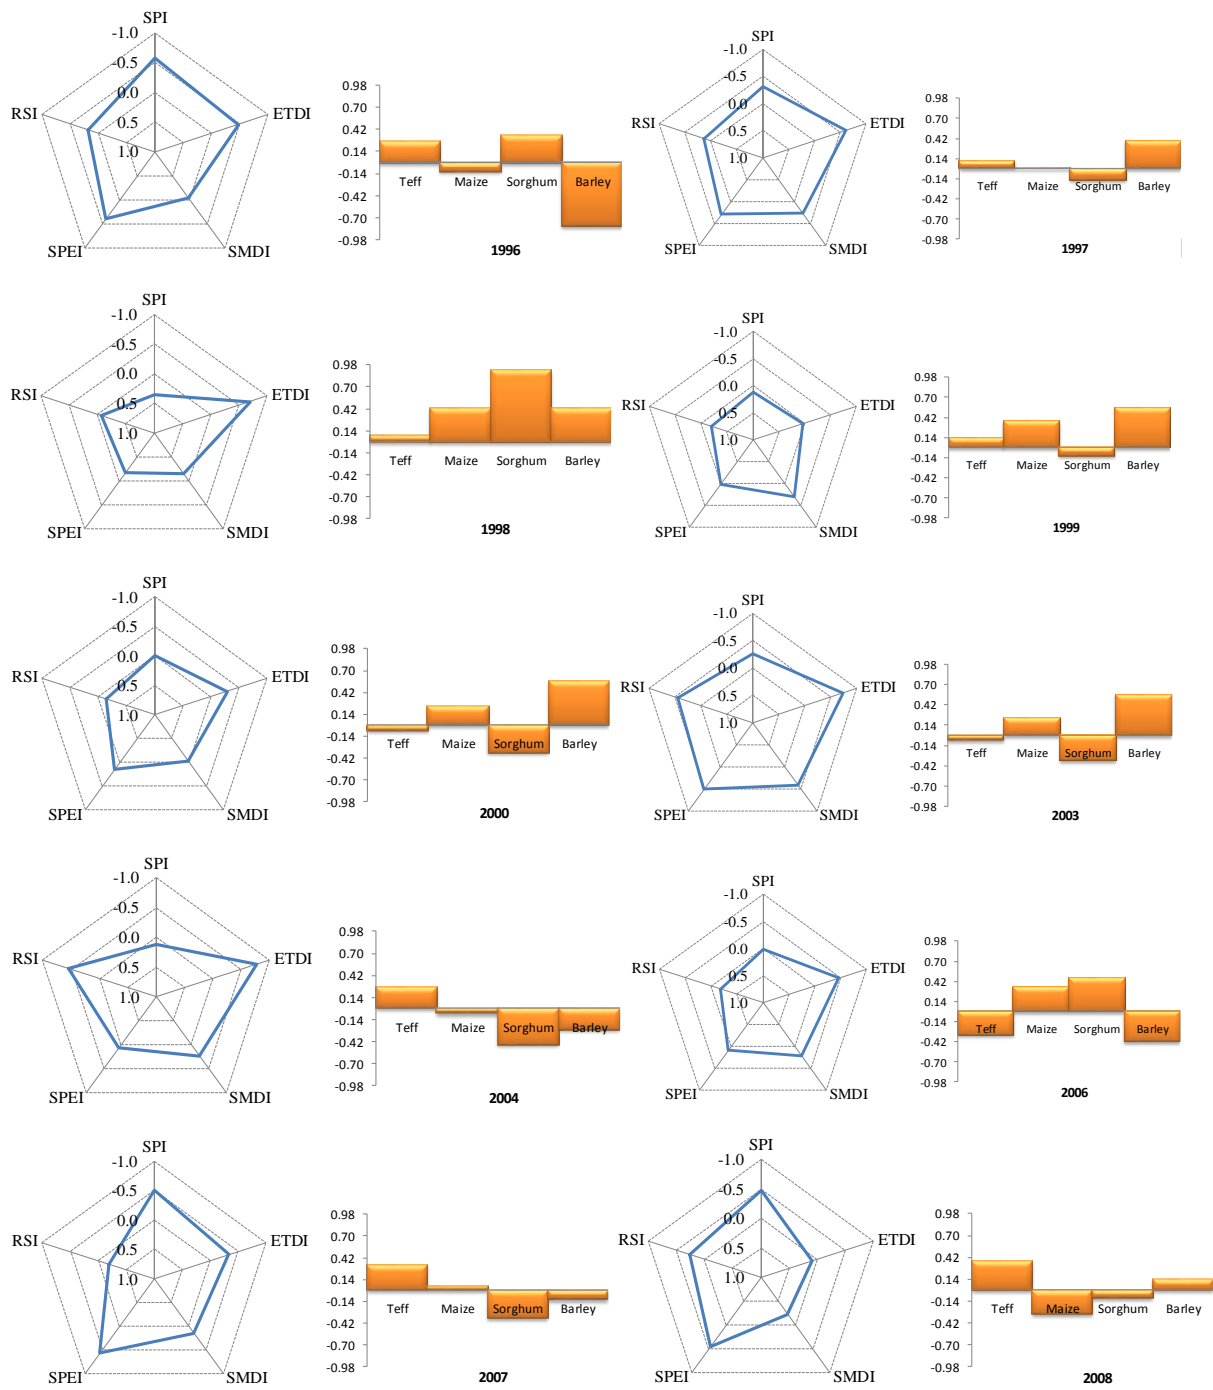 SPI
-1.0
-0.5
0.0
0.5
1.0
RSI
ETDI
SPEI
SMDI
0.98
0.70
0.42
0.14
-0.14
-0.42
-0.70
-0.98
Teff Maize Sorghum Barley
1996
SPI
-1.0
-0.5
0.0
0.5
1.0
RSI
ETDI
SPEI
SMDI
0.98
0.70
0.42
0.14
-0.14
-0.42
-0.70
-0.98
Teff Maize Sorghum Barley
1997
SPI
-1.0
-0.5
0.0
0.5
1.0
RSI
ETDI
SPEI
SMDI
0.98
0.70
0.42
0.14
-0.14
-0.42
-0.70
-0.98
Teff Maize Sorghum Barley
1998
SPI
-1.0
-0.5
0.0
0.5
1.0
RSI
ETDI
SPEI
SMDI
0.98
0.70
0.42
0.14
-0.14
-0.42
-0.70
-0.98
Teff Maize Sorghum Barley
1999
SPI
-1.0
-0.5
0.0
0.5
1.0
RSI
ETDI
SPEI
SMDI
0.98
0.70
0.42
0.14
-0.14
-0.42
-0.70
-0.98
Teff Maize Sorghum Barley
2000
SPI
-1.0
-0.5
0.0
0.5
1.0
RSI
ETDI
SPEI
SMDI
0.98
0.70
0.42
0.14
-0.14
-0.42
-0.70
-0.98
Teff Maize Sorghum Barley
2003
SPI
-1.0
-0.5
0.0
0.5
1.0
RSI
ETDI
SPEI
SMDI
0.98
0.70
0.42
0.14
-0.14
-0.42
-0.70
-0.98
Teff Maize Sorghum Barley
2004
SPI
-1.0
-0.5
0.0
0.5
1.0
RSI
ETDI
SPEI
SMDI
0.98
0.70
0.42
0.14
-0.14
-0.42
-0.70
-0.98
Teff Maize Sorghum Barley
2006
SPI
-1.0
-0.5
0.0
0.5
1.0
RSI
ETDI
SPEI
SMDI
0.98
0.70
0.42
0.14
-0.14
-0.42
-0.70
-0.98
Teff Maize Sorghum Barley
2007
SPI
-1.0
-0.5
0.0
0.5
1.0
RSI
ETDI
SPEI
SMDI
0.98
0.70
0.42
0.14
-0.14
-0.42
-0.70
-0.98
Teff Maize Sorghum Barley
2008